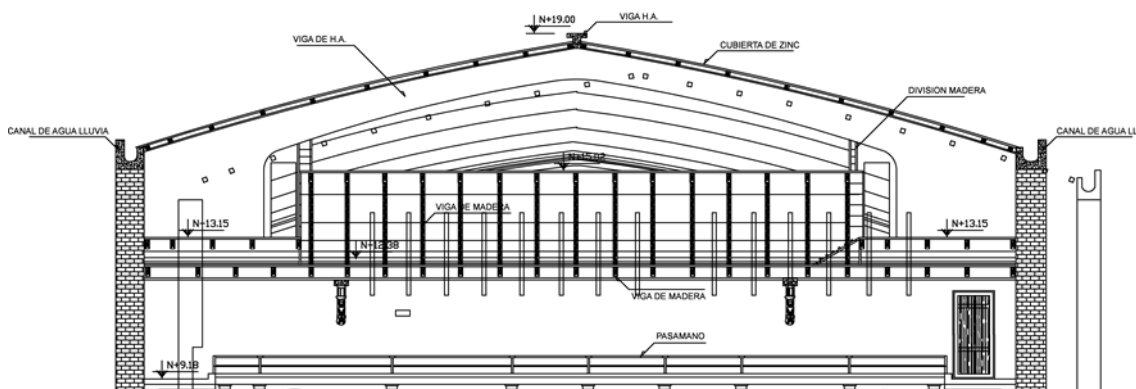 N+19.00
VIGA H.A.
VIGA DE H.A.
CUBIERTA DE ZINC
DIVISION MADERA
CANAL DE AGUA LLUVIA
CANAL DE AGUA LL
N+15.02
VIGA DE MADERA
N+13.15
N+13.15
N+12.38
VIGA DE MADERA
PASAMANO
N+9.18